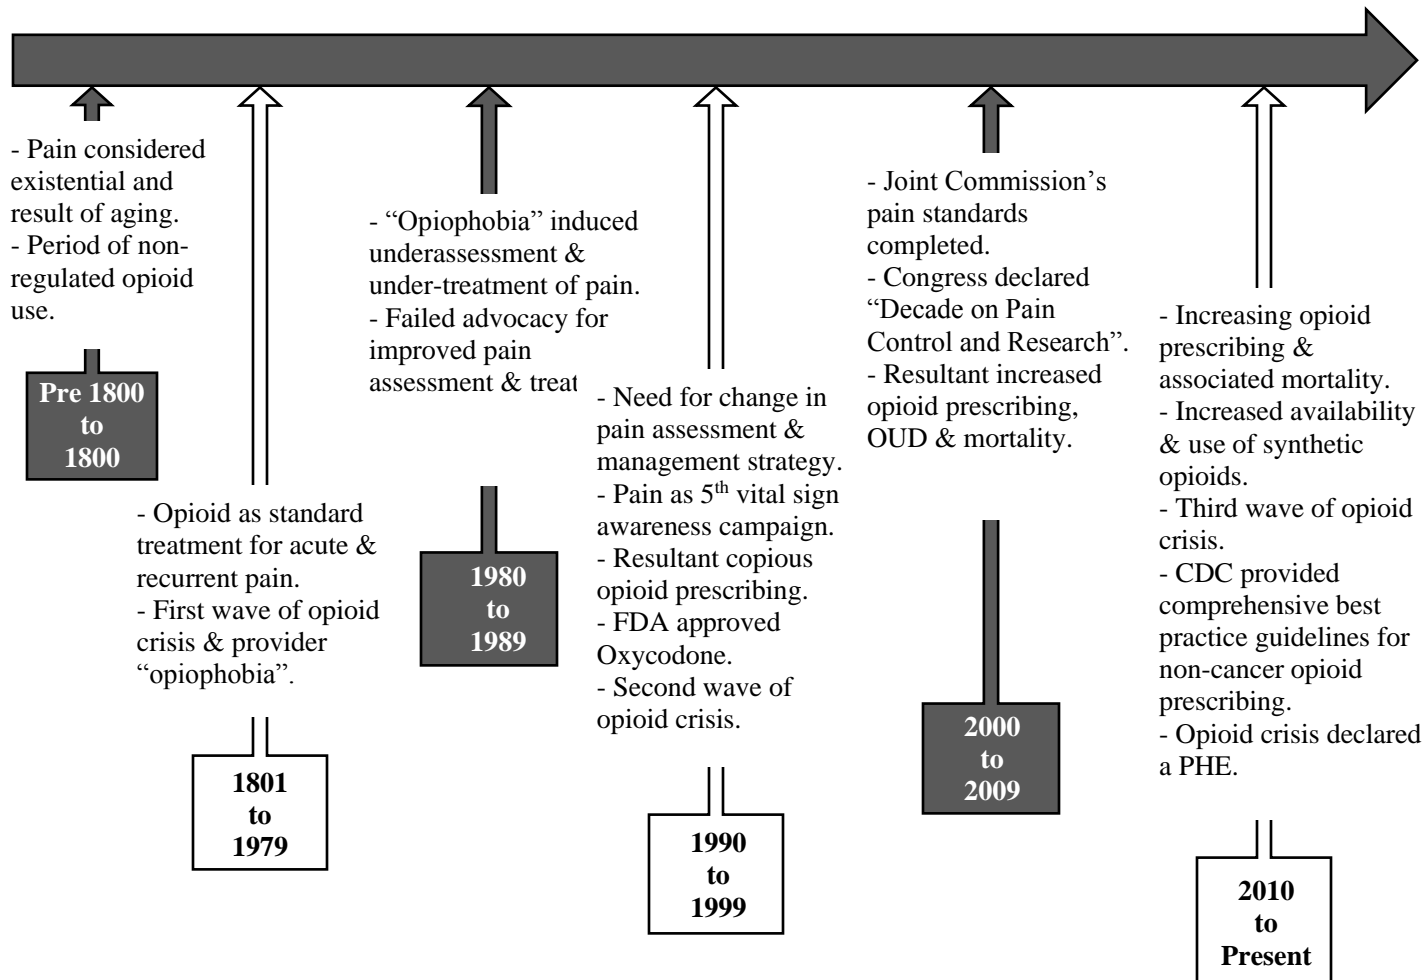 - Pain considered
existential and
result of aging.
- Period of non-
regulated opioid
use.
Pre 1800
to
1800
- Opioid as standard
treatment for acute &
recurrent pain.
- First wave of opioid
crisis & provider
“opiophobia”.
1801
to
1979
- “Opiophobia” induced
underassessment &
under-treatment of pain.
- Failed advocacy for
improved pain
assessment & treat
1980
to
1989
- Need for change in
pain assessment &
management strategy.
- Pain as 5th vital sign
awareness campaign.
- Resultant copious
opioid prescribing.
- FDA approved
Oxycodone.
- Second wave of
opioid crisis.
1990
to
1999
- Joint Commission’s
pain standards
completed.
- Congress declared
“Decade on Pain
Control and Research”.
- Resultant increased
opioid prescribing,
OUD & mortality.
2000
to
2009
- Increasing opioid
prescribing &
associated mortality.
- Increased availability
& use of synthetic
opioids.
- Third wave of opioid
crisis.
- CDC provided
comprehensive best
practice guidelines for
non-cancer opioid
prescribing.
- Opioid crisis declared
a PHE.
2010
to
Present